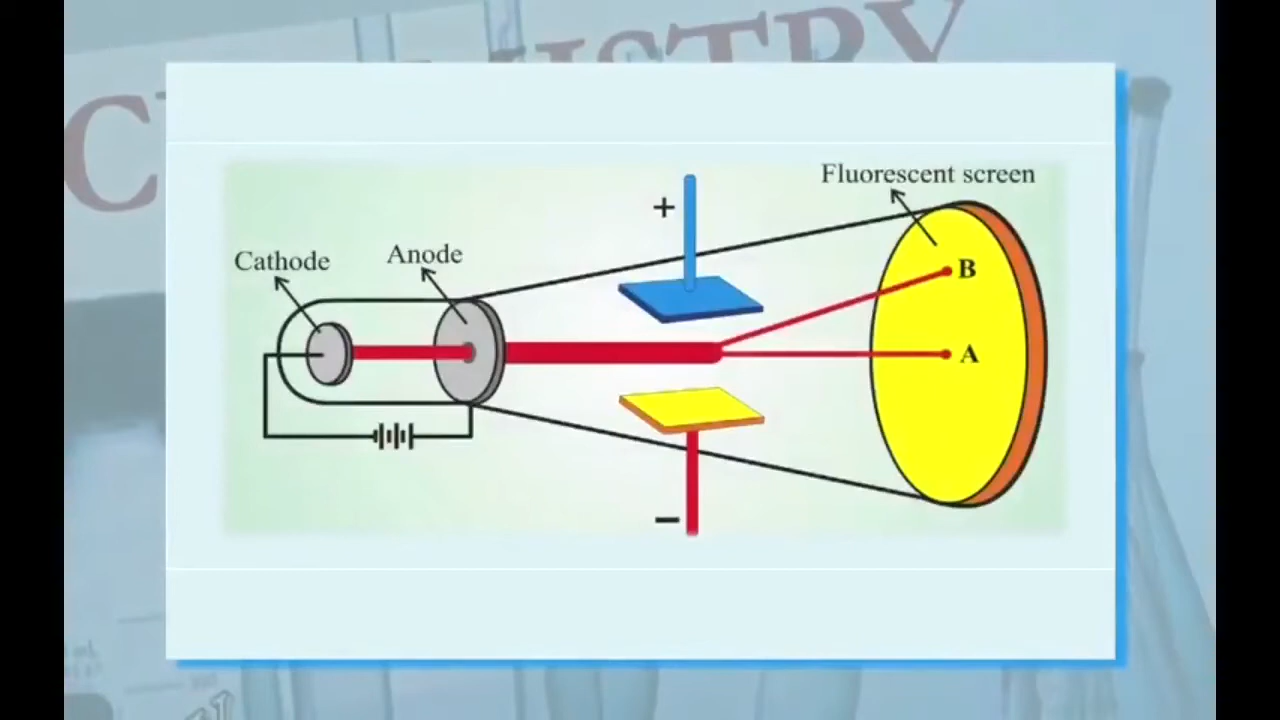 Fluorescent screen
+
Cathode
Anode
B
A
−